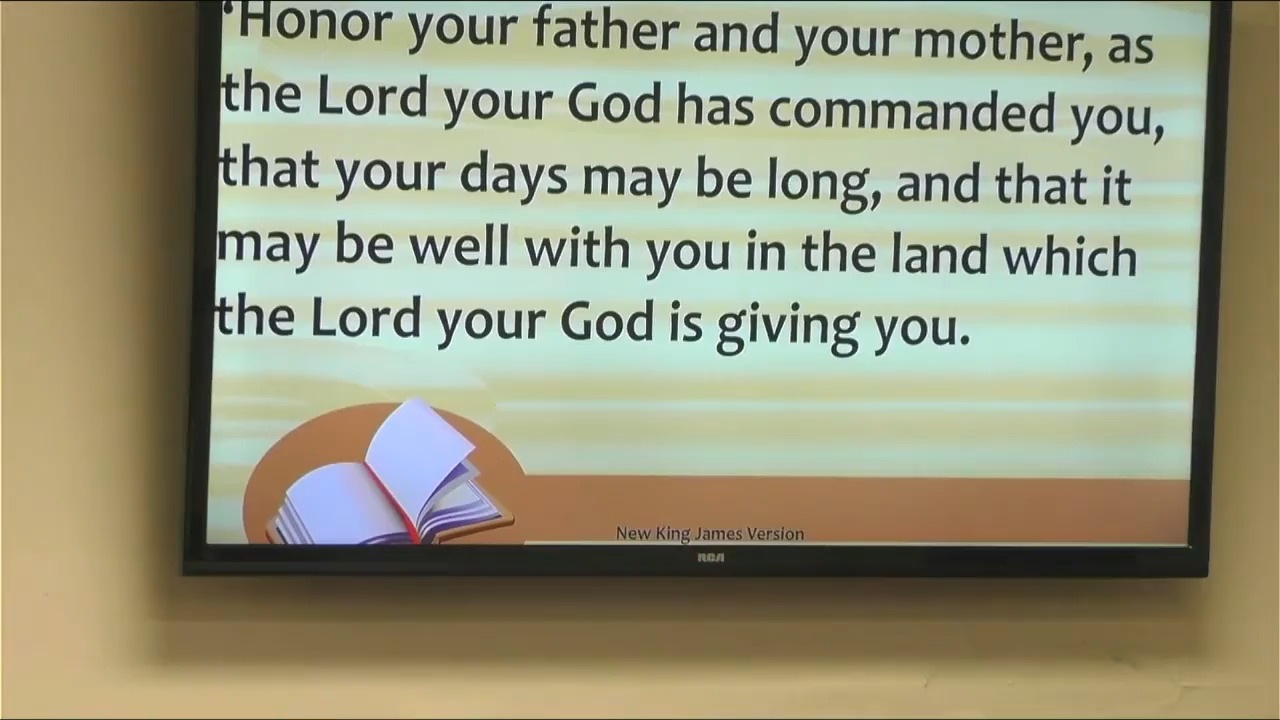 ‘Honor your father and your mother, as
the Lord your God has commanded you,
that your days may be long, and that it
may be well with you in the land which
the Lord your God is giving you.
New King James Version
RCA